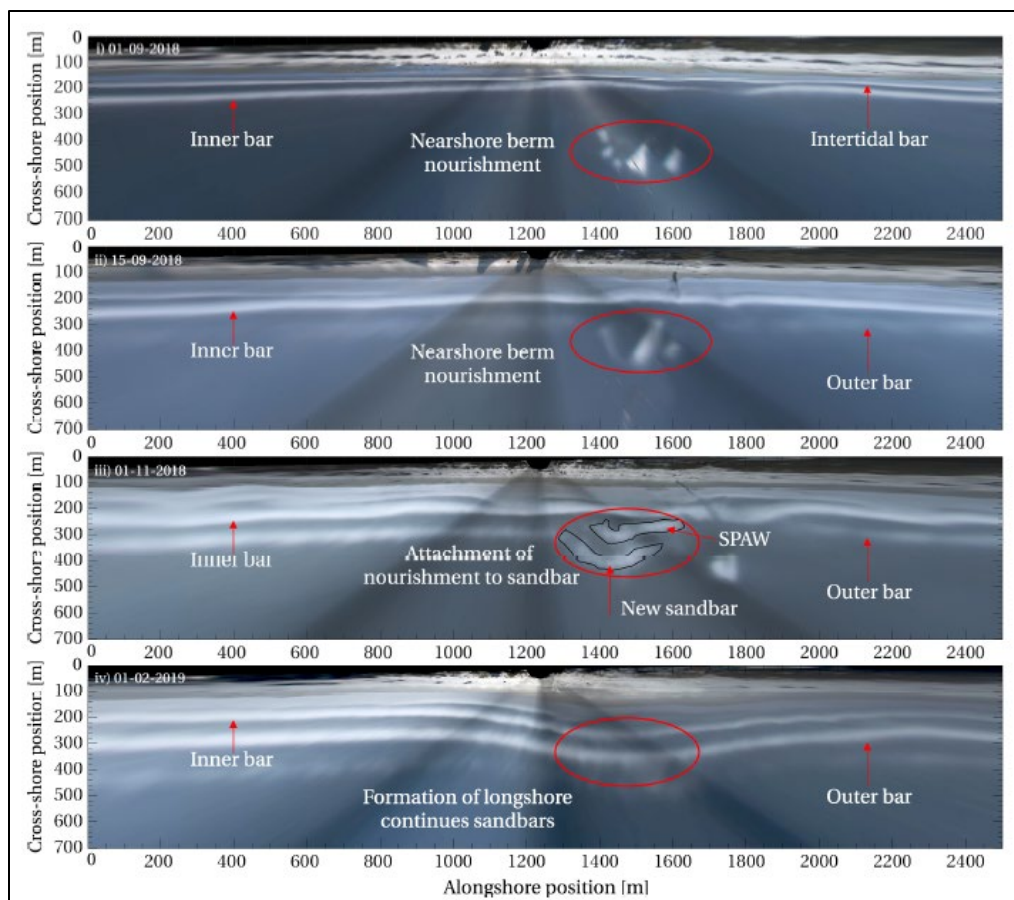 Cross-shore position [m]
0
100
200
300
400
500
600
700
i) 01-09-2018
Inner bar
Nearshore berm
nourishment
Intertidal bar
0 200 400 600 800 1000 1200 1400 1600 1800 2000 2200 2400
Cross-shore position [m]
0
100
200
300
400
500
600
700
ii) 15-09-2018
Inner bar
Nearshore berm
nourishment
Outer bar
0 200 400 600 800 1000 1200 1400 1600 1800 2000 2200 2400
Cross-shore position [m]
0
100
200
300
400
500
600
700
iii) 01-11-2018
Inner bar
Attachment of
nourishment to sandbar
SPAW
New sandbar
Outer bar
0 200 400 600 800 1000 1200 1400 1600 1800 2000 2200 2400
Cross-shore position [m]
0
100
200
300
400
500
600
700
iv) 01-02-2019
Inner bar
Formation of longshore
continues sandbars
Outer bar
0 200 400 600 800 1000 1200 1400 1600 1800 2000 2200 2400
Alongshore position [m]